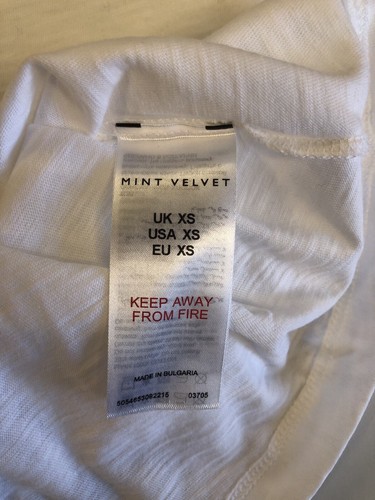 MINT VELVET
UK XS
USA XS
EU XS
KEEP AWAY
FROM FIRE
MADE IN BULGARIA
03705